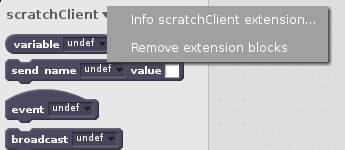 scratchClient
Info scratchClient extension...
Remove extension blocks
variable undef
send name undef value
event undef
broadcast undef